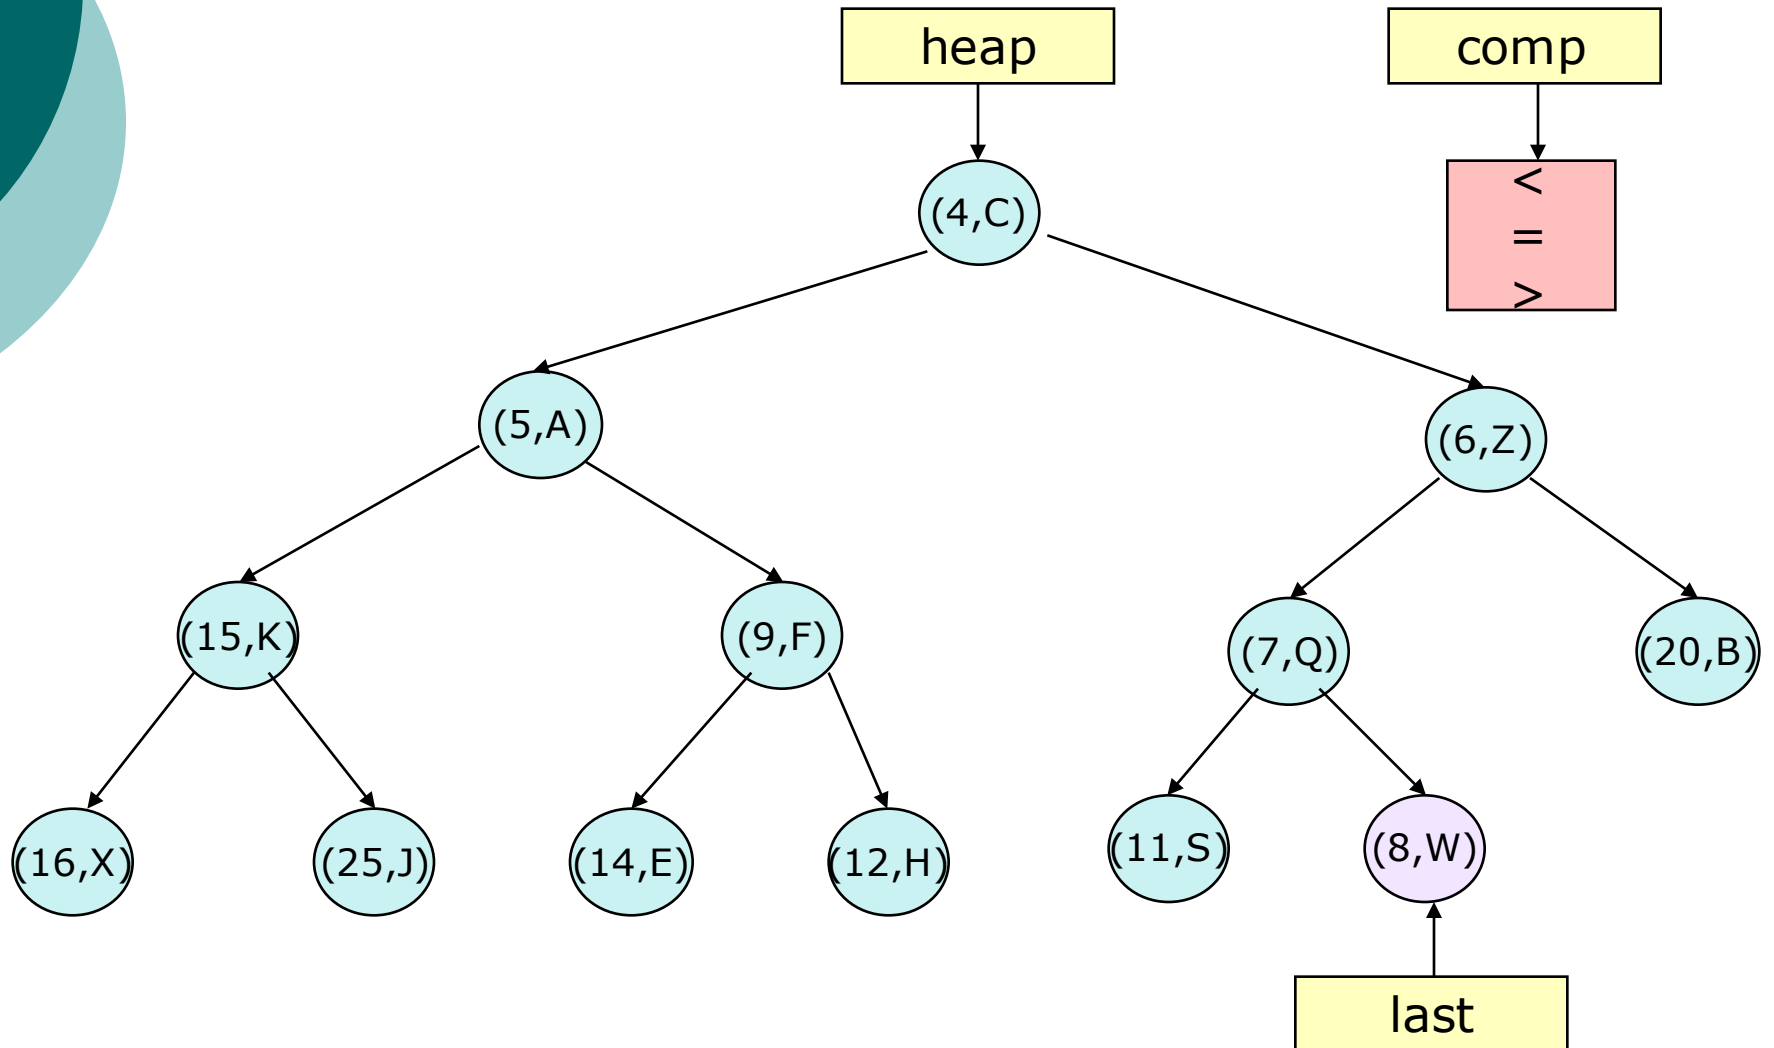 heap
comp
(4,C)
<
=
>
(5,A)
(6,Z)
(15,K)
(9,F)
(7,Q)
(20,B)
(16,X)
(25,J)
(14,E)
(12,H)
(11,S)
(8,W)
last